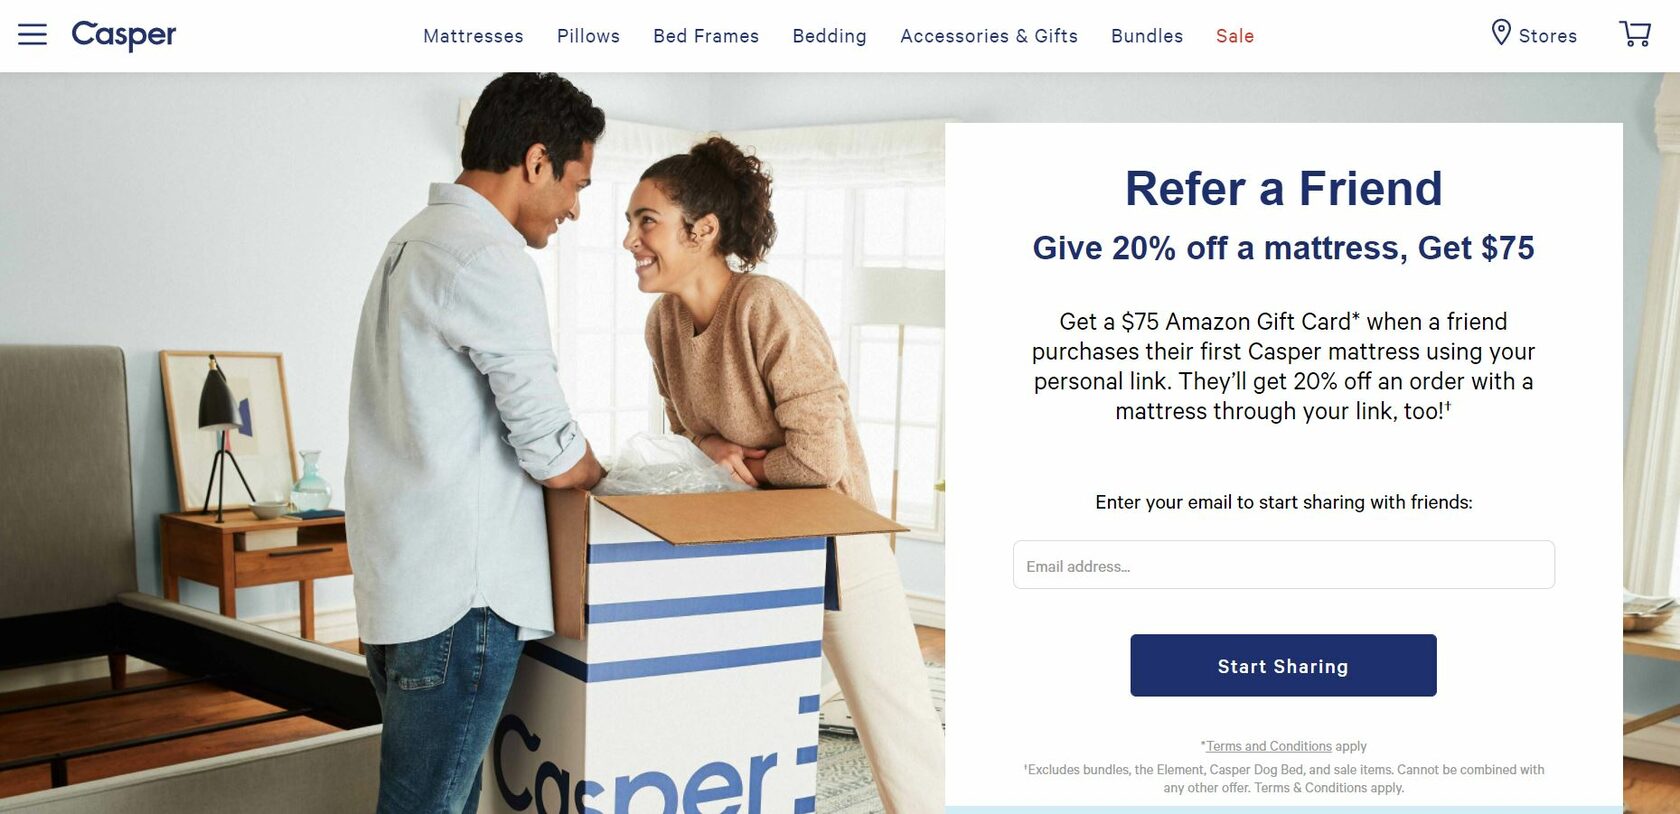 Casper
Mattresses Pillows Bed Frames Bedding Accessories & Gifts Bundles Sale
Stores
Refer a Friend
Give 20% off a mattress, Get $75
Get a $75 Amazon Gift Card* when a friend
purchases their first Casper mattress using your
personal link. They’ll get 20% off an order with a
mattress through your link, too!†
Enter your email to start sharing with friends:
Email address...
Start Sharing
*Terms and Conditions apply
†Excludes bundles, the Element, Casper Dog Bed, and sale items. Cannot be combined with
any other offer. Terms & Conditions apply.
Casper